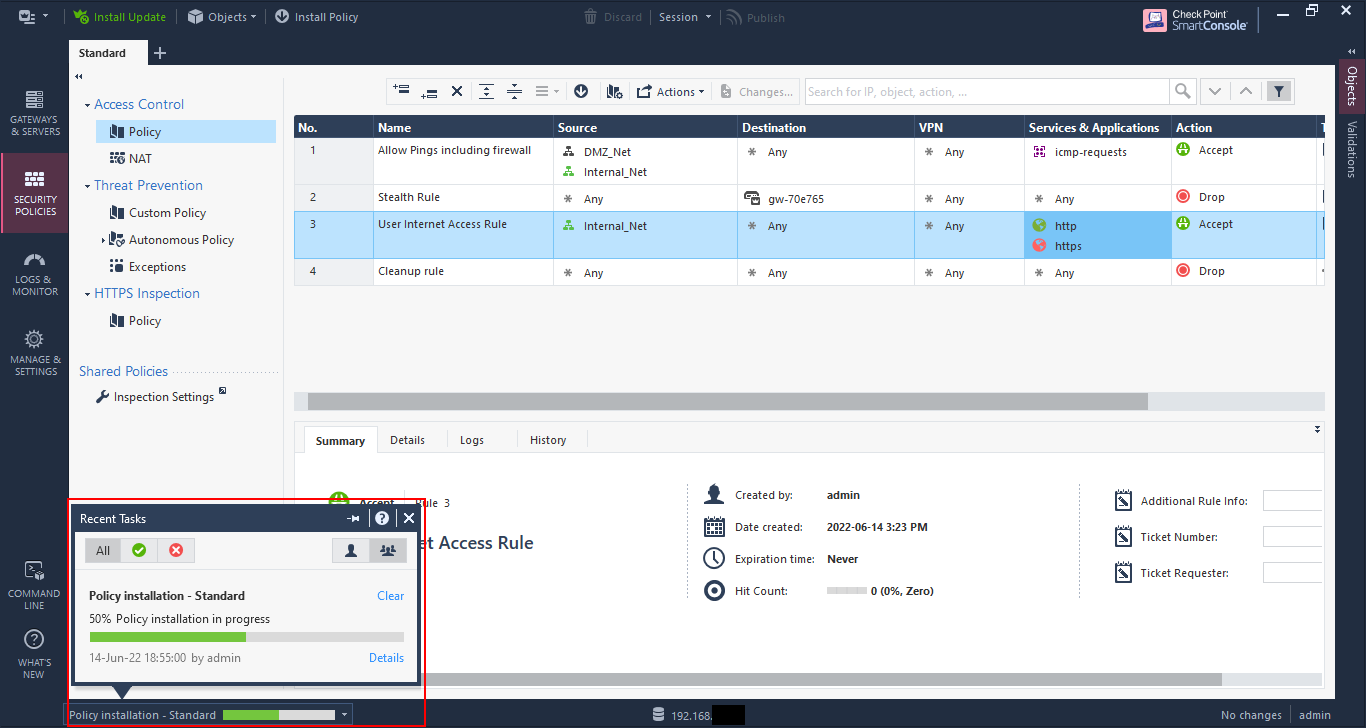 Install Update Objects Install Policy Discard Session Publish Check Point SmartConsole
Standard
GATEWAYS & SERVERS
SECURITY POLICIES
LOGS & MONITOR
MANAGE & SETTINGS
COMMAND LINE
WHAT'S NEW
Access Control
Policy
NAT
Threat Prevention
Custom Policy
Autonomous Policy
Exceptions
HTTPS Inspection
Policy
Shared Policies
Inspection Settings
Actions Changes... Search for IP, object, action, ...
No. Name Source Destination VPN Services & Applications Action
1 Allow Pings including firewall DMZ_Net Any Any icmp-requests Accept
Internal_Net
2 Stealth Rule Any gw-70e765 Any Any Drop
3 User Internet Access Rule Internal_Net Any Any http Accept
https
4 Cleanup rule Any Any Any Any Drop
Objects
Validations
Summary Details Logs History
Accept Rule 3
et Access Rule
Created by: admin
Date created: 2022-06-14 3:23 PM
Expiration time: Never
Hit Count: 0 (0%, Zero)
Additional Rule Info:
Ticket Number:
Ticket Requester:
Recent Tasks
All
Policy installation - Standard Clear
50% Policy installation in progress
14-Jun-22 18:55:00 by admin Details
Policy installation - Standard 192.168. No changes admin